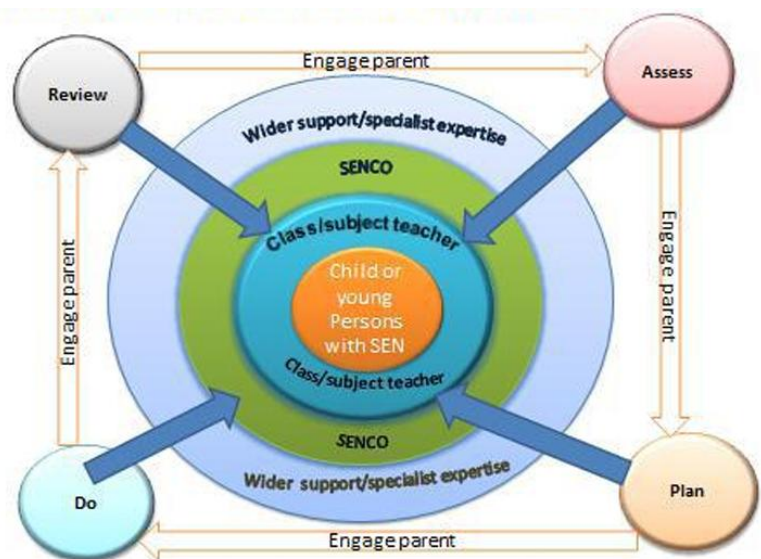 Engage parent
Review
Assess
Wider support/specialist expertise
SENCO
Class/subject teacher
Child or
young
Persons
with SEN
Class/subject teacher
SENCO
Wider support/specialist expertise
Engage parent
Engage parent
Do
Plan
Engage parent